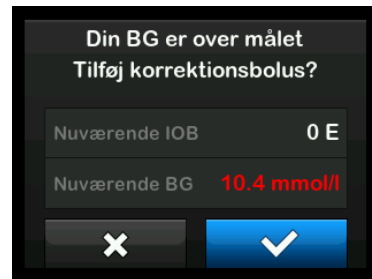 Din BG er over målet
Tilføj korrektionsbolus?
Nuværende IOB 0 E
Nuværende BG 10.4 mmol/l